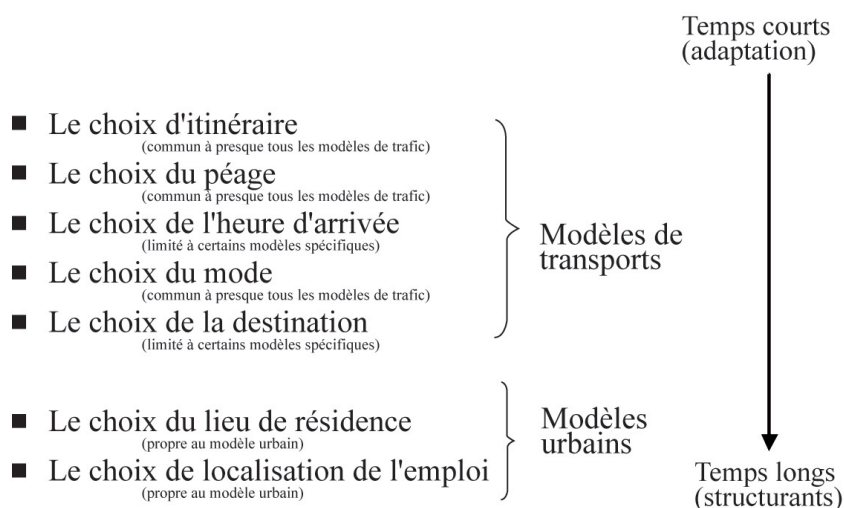 Temps courts
(adaptation)
■ Le choix d'itinéraire
(commun à presque tous les modèles de trafic)
■ Le choix du péage
(commun à presque tous les modèles de trafic)
■ Le choix de l'heure d'arrivée
(limité à certains modèles spécifiques)
■ Le choix du mode
(commun à presque tous les modèles de trafic)
■ Le choix de la destination
(limité à certains modèles spécifiques)
Modèles de
transports
■ Le choix du lieu de résidence
(propre au modèle urbain)
■ Le choix de localisation de l'emploi
(propre au modèle urbain)
Modèles
urbains
Temps longs
(structurants)